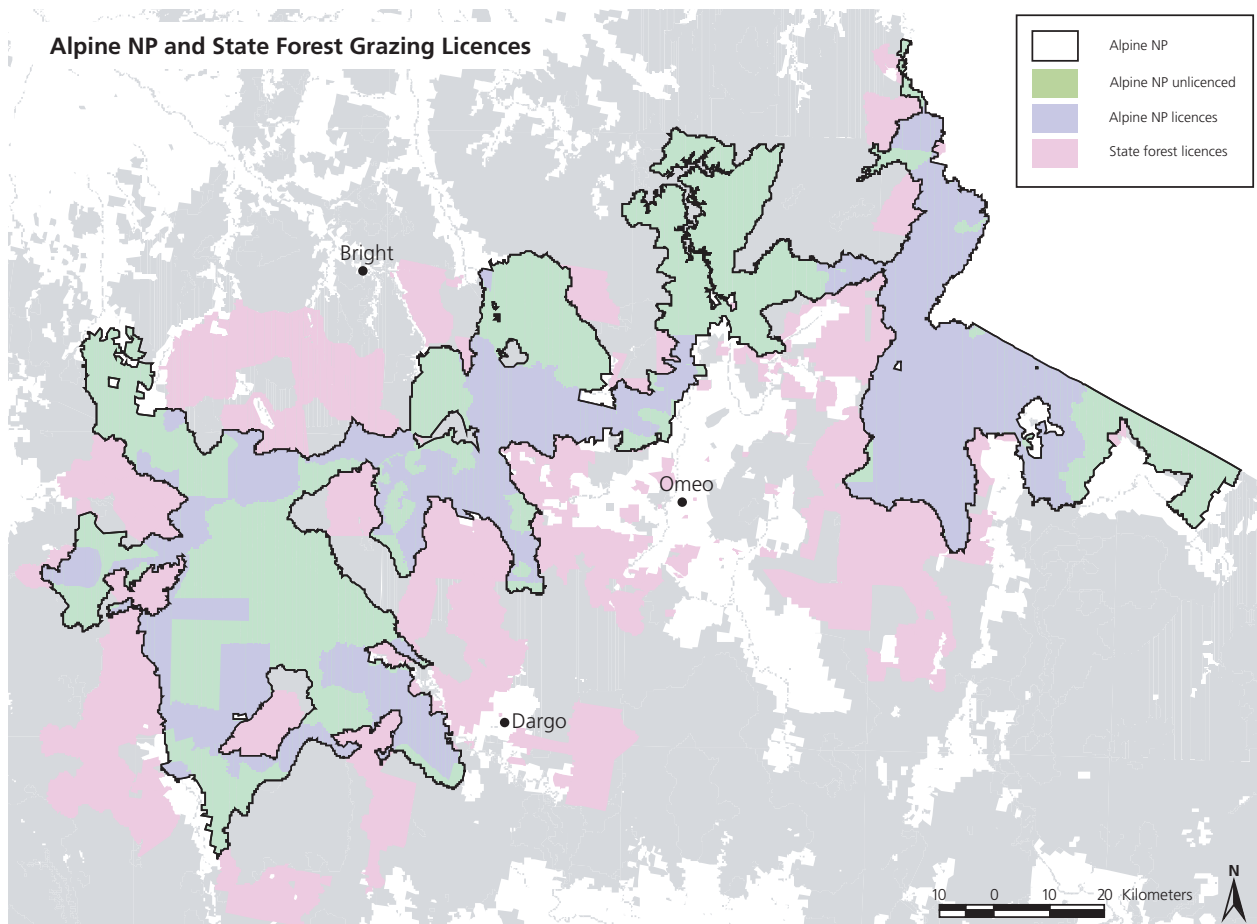 Alpine NP and State Forest Grazing Licences
Alpine NP
Alpine NP unlicenced
Alpine NP licences
State forest licences
Bright
Omeo
Dargo
10 0 10 20 Kilometers
N